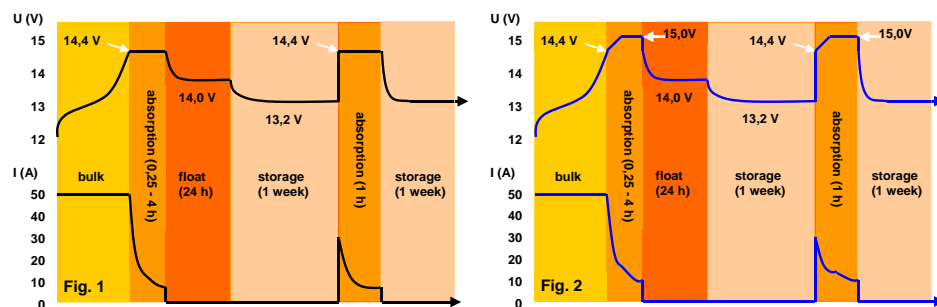 U (V)
15
14
13
12
I (A)
50
40
30
20
10
0
14,4 V
14,4 V
14,0 V
13,2 V
bulk
absorption (0,25 - 4 h)
float
(24 h)
storage
(1 week)
absorption (1 h)
storage
(1 week)
Fig. 1
U (V)
15
14
13
12
I (A)
50
40
30
20
10
0
14,4 V
15,0V
14,4 V
15,0V
14,0 V
13,2 V
bulk
absorption (0,25 - 4 h)
float
(24 h)
storage
(1 week)
absorption (1 h)
storage
(1 week)
Fig. 2